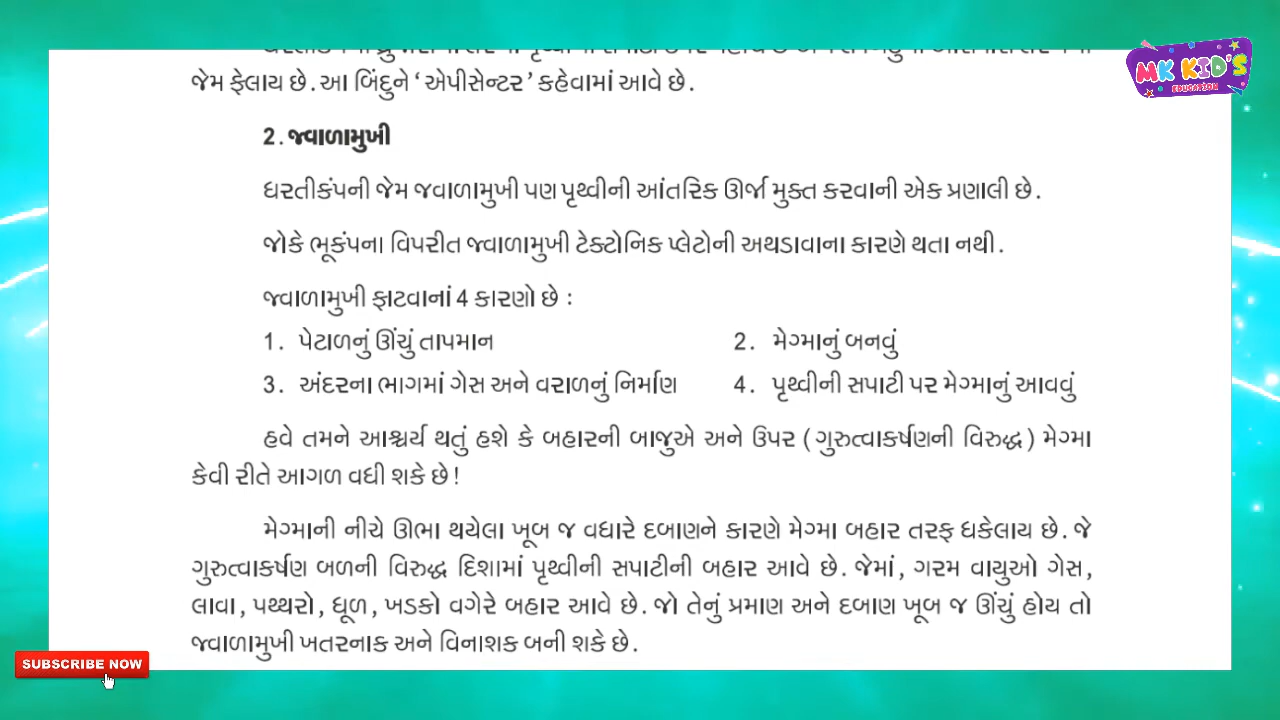 જેમ ફેલાય છે. આ બિંદુને ‘એપીસેન્ટર’ કહેવામાં આવે છે.
MK KID'S
EDUCATION
2. જ્વાળામુખી
ધરતીકંપની જેમ જવાળામુખી પણ પૃથ્વીની આંતરિક ઊર્જા મુક્ત કરવાની એક પ્રણાલી છે.
જોકે ભૂકંપના વિપરીત જ્વાળામુખી ટેક્ટોનિક પ્લેટોની અથડાવાના કારણે થતા નથી.
જ્વાળામુખી ફાટવાનાં 4 કારણો છે :
1. પેટાળનું ઊંચું તાપમાન 2. મેગ્માનું બનવું
3. અંદરના ભાગમાં ગેસ અને વરાળનું નિર્માણ 4. પૃથ્વીની સપાટી પર મેગ્માનું આવવું
હવે તમને આશ્ચર્ય થતું હશે કે બહારની બાજુએ અને ઉપર (ગુરુત્વાકર્ષણની વિરુદ્ધ) મેગ્મા
કેવી રીતે આગળ વધી શકે છે!
મેગ્માની નીચે ઊભા થયેલા ખૂબ જ વધારે દબાણને કારણે મેગ્મા બહાર તરફ ધકેલાય છે. જે
ગુરુત્વાકર્ષણ બળની વિરુદ્ધ દિશામાં પૃથ્વીની સપાટીની બહાર આવે છે. જેમાં, ગરમ વાયુઓ ગેસ,
લાવા, પથ્થરો, ધૂળ, ખડકો વગેરે બહાર આવે છે. જો તેનું પ્રમાણ અને દબાણ ખૂબ જ ઊંચું હોય તો
જ્વાળામુખી ખતરનાક અને વિનાશક બની શકે છે.
SUBSCRIBE NOW